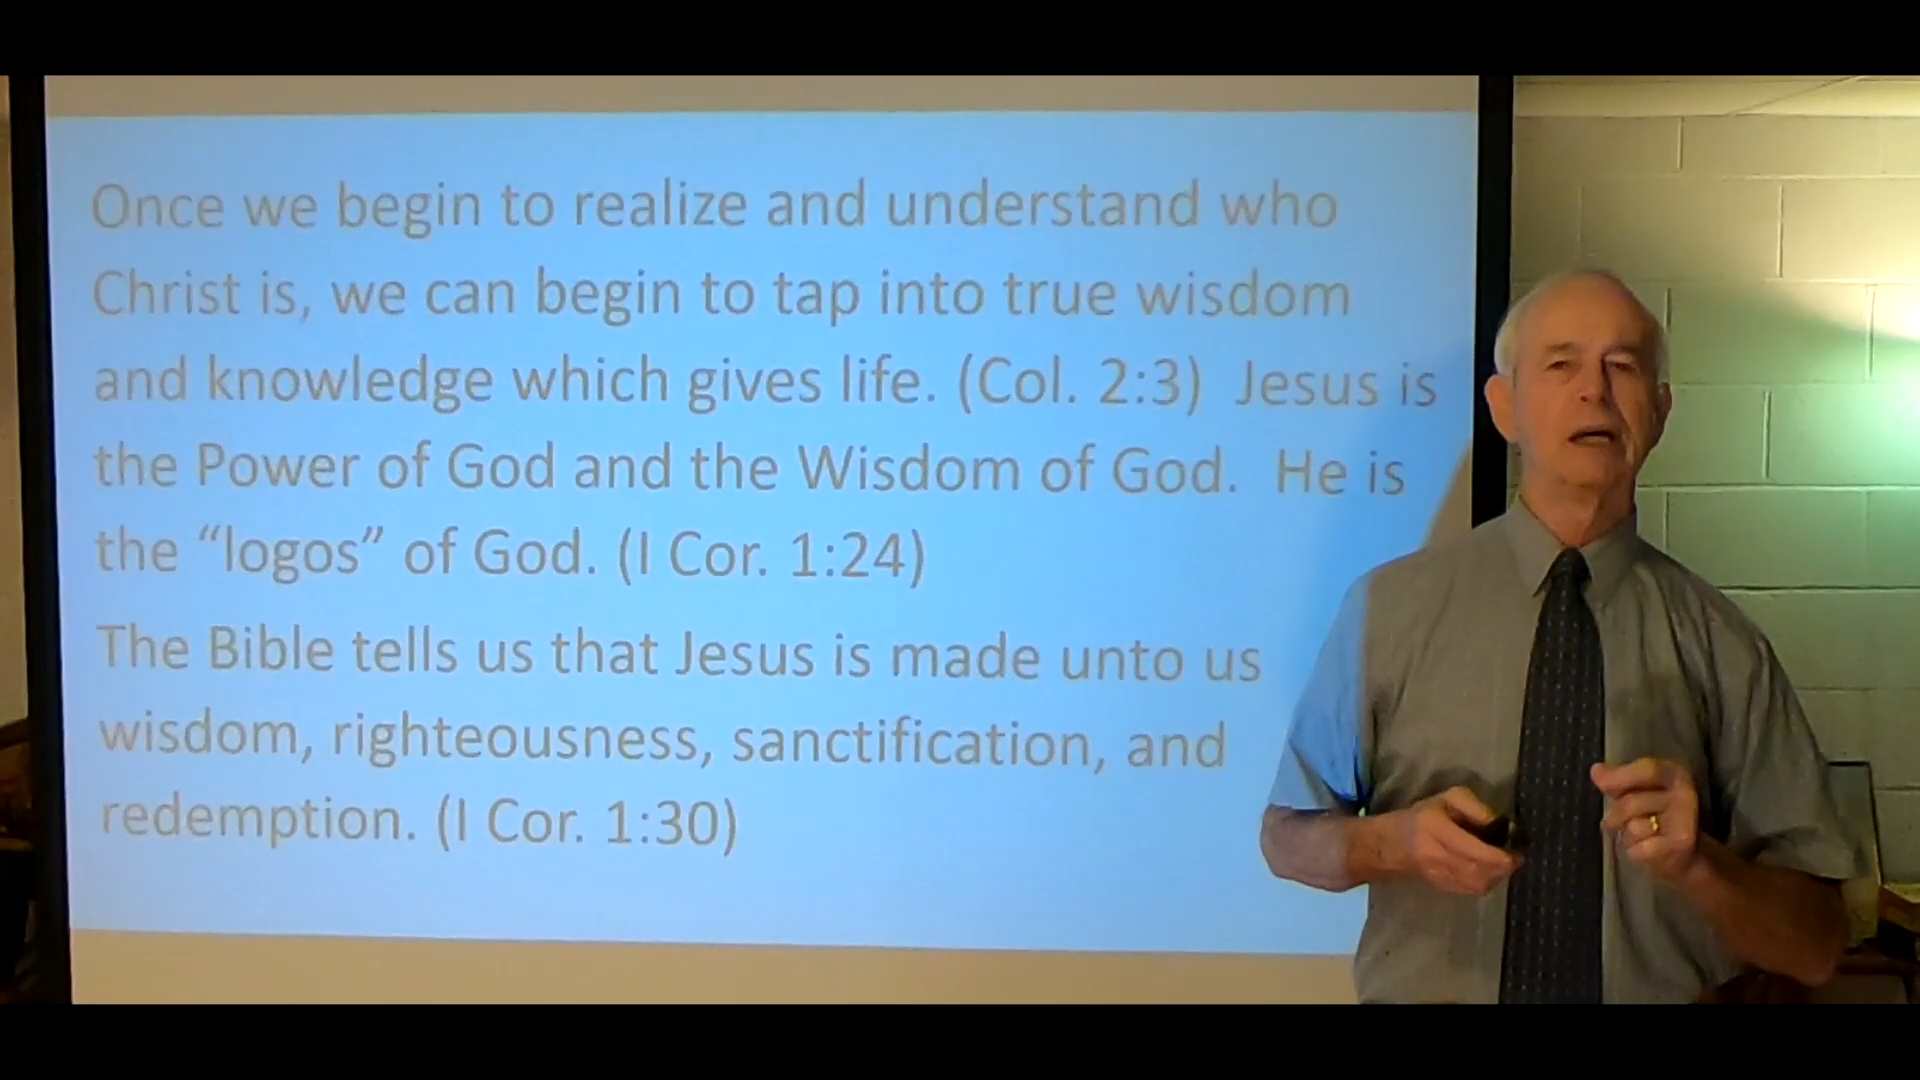 Once we begin to realize and understand who
Christ is, we can begin to tap into true wisdom
and knowledge which gives life. (Col. 2:3) Jesus is
the Power of God and the Wisdom of God. He is
the “logos” of God. (I Cor. 1:24)
The Bible tells us that Jesus is made unto us
wisdom, righteousness, sanctification, and
redemption. (I Cor. 1:30)